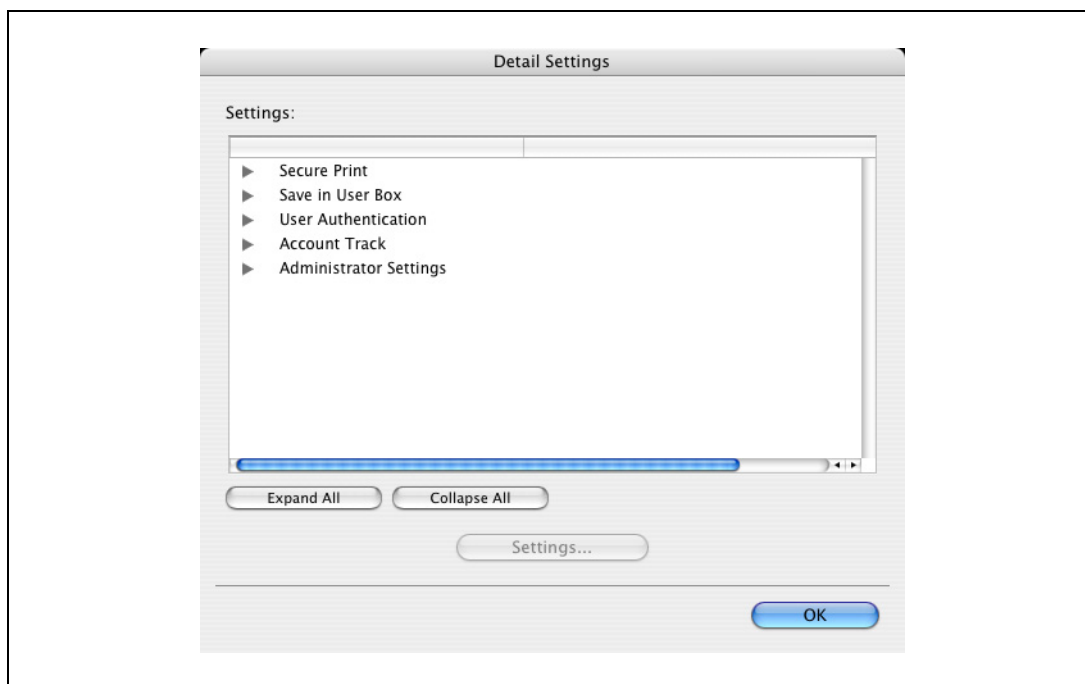 Detail Settings
Settings:
Secure Print
Save in User Box
User Authentication
Account Track
Administrator Settings
Expand All
Collapse All
Settings...
OK